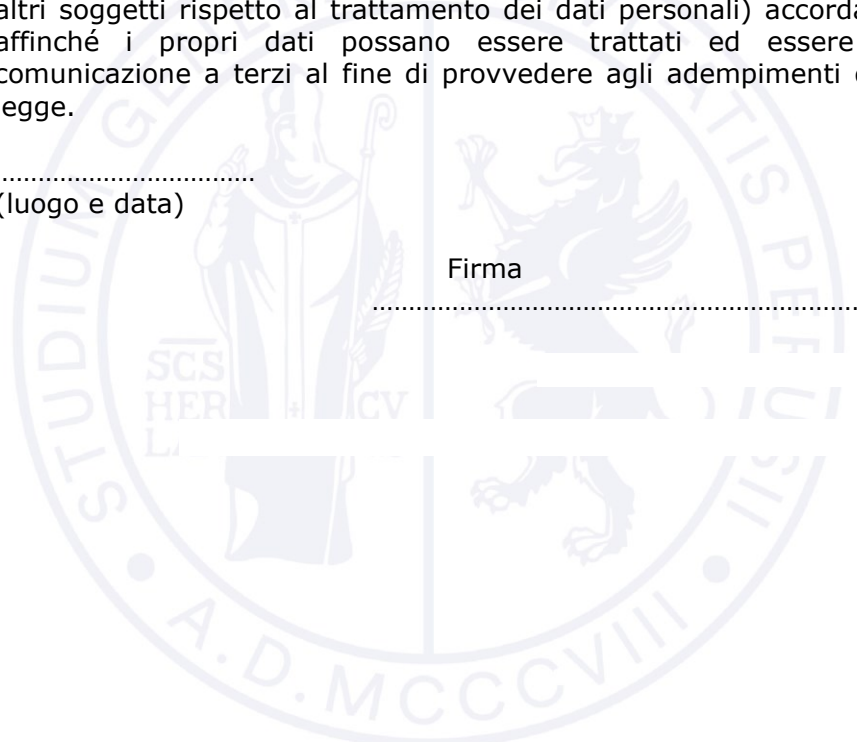 altri soggetti rispetto al trattamento dei dati personali) accorda
affinché i propri dati possano essere trattati ed essere
comunicazione a terzi al fine di provvedere agli adempimenti
legge.
....................................
(luogo e data)
Firma
....................................................................
STUDIUM
SCS
HER CV
A.D. MCCCVIII